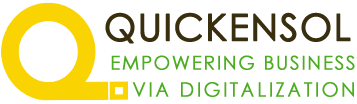 QUICKENSOL
EMPOWERING BUSINESS
VIA DIGITALIZATION